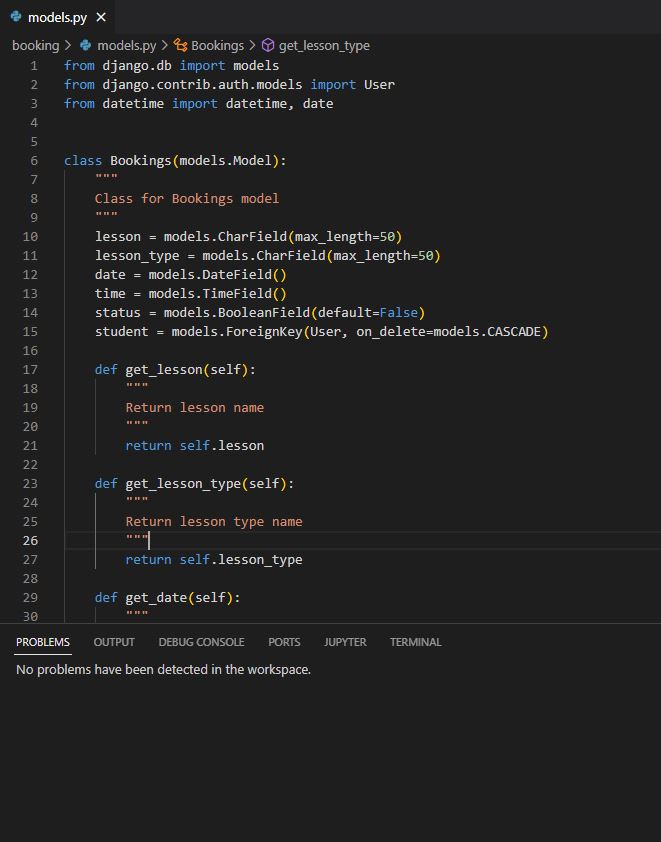 models.py ✕
booking > models.py > Bookings > get_lesson_type
1 from django.db import models
2 from django.contrib.auth.models import User
3 from datetime import datetime, date
4
5
6 class Bookings(models.Model):
7     """
8     Class for Bookings model
9     """
10     lesson = models.CharField(max_length=50)
11     lesson_type = models.CharField(max_length=50)
12     date = models.DateField()
13     time = models.TimeField()
14     status = models.BooleanField(default=False)
15     student = models.ForeignKey(User, on_delete=models.CASCADE)
16
17     def get_lesson(self):
18         """
19         Return lesson name
20         """
21         return self.lesson
22
23     def get_lesson_type(self):
24         """
25         Return lesson type name
26         """
27         return self.lesson_type
28
29     def get_date(self):
30         """
PROBLEMS OUTPUT DEBUG CONSOLE PORTS JUPYTER TERMINAL
No problems have been detected in the workspace.